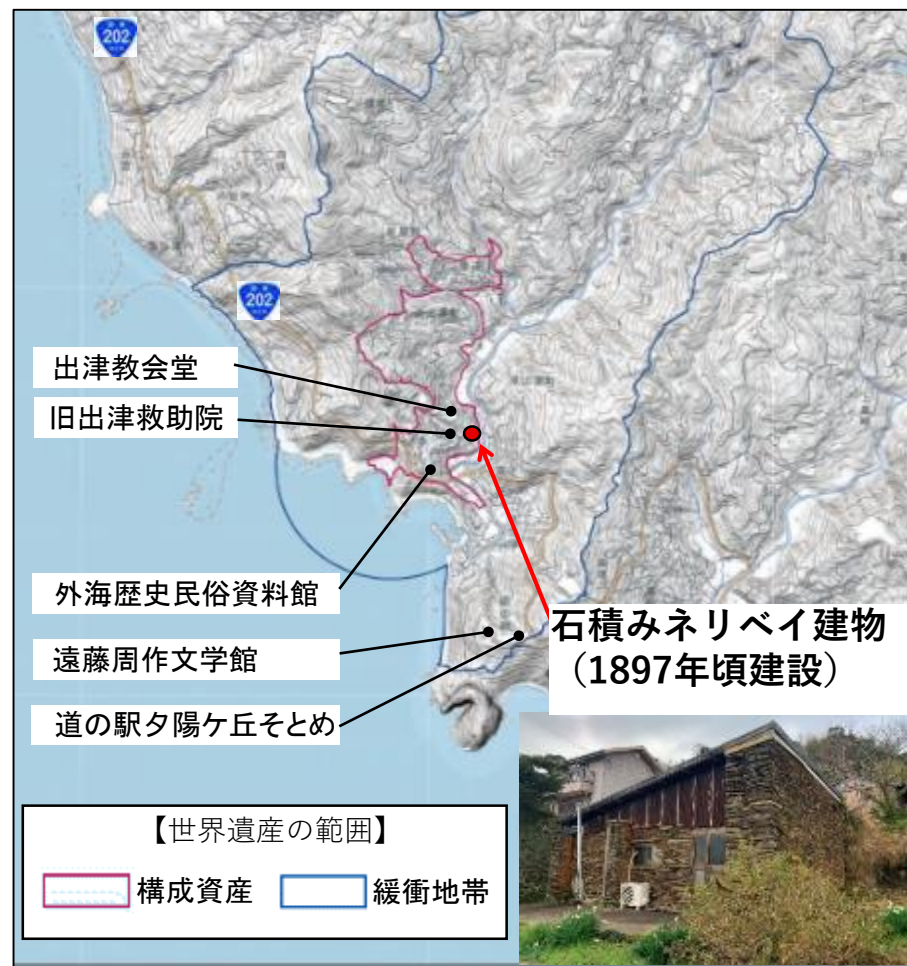 202
202
出津教会堂
旧出津救助院
外海歴史民俗資料館
遠藤周作文学館
道の駅夕陽ケ丘そとめ
石積みネリベイ建物
（1897年頃建設）
【世界遺産の範囲】
構成資産
緩衝地帯